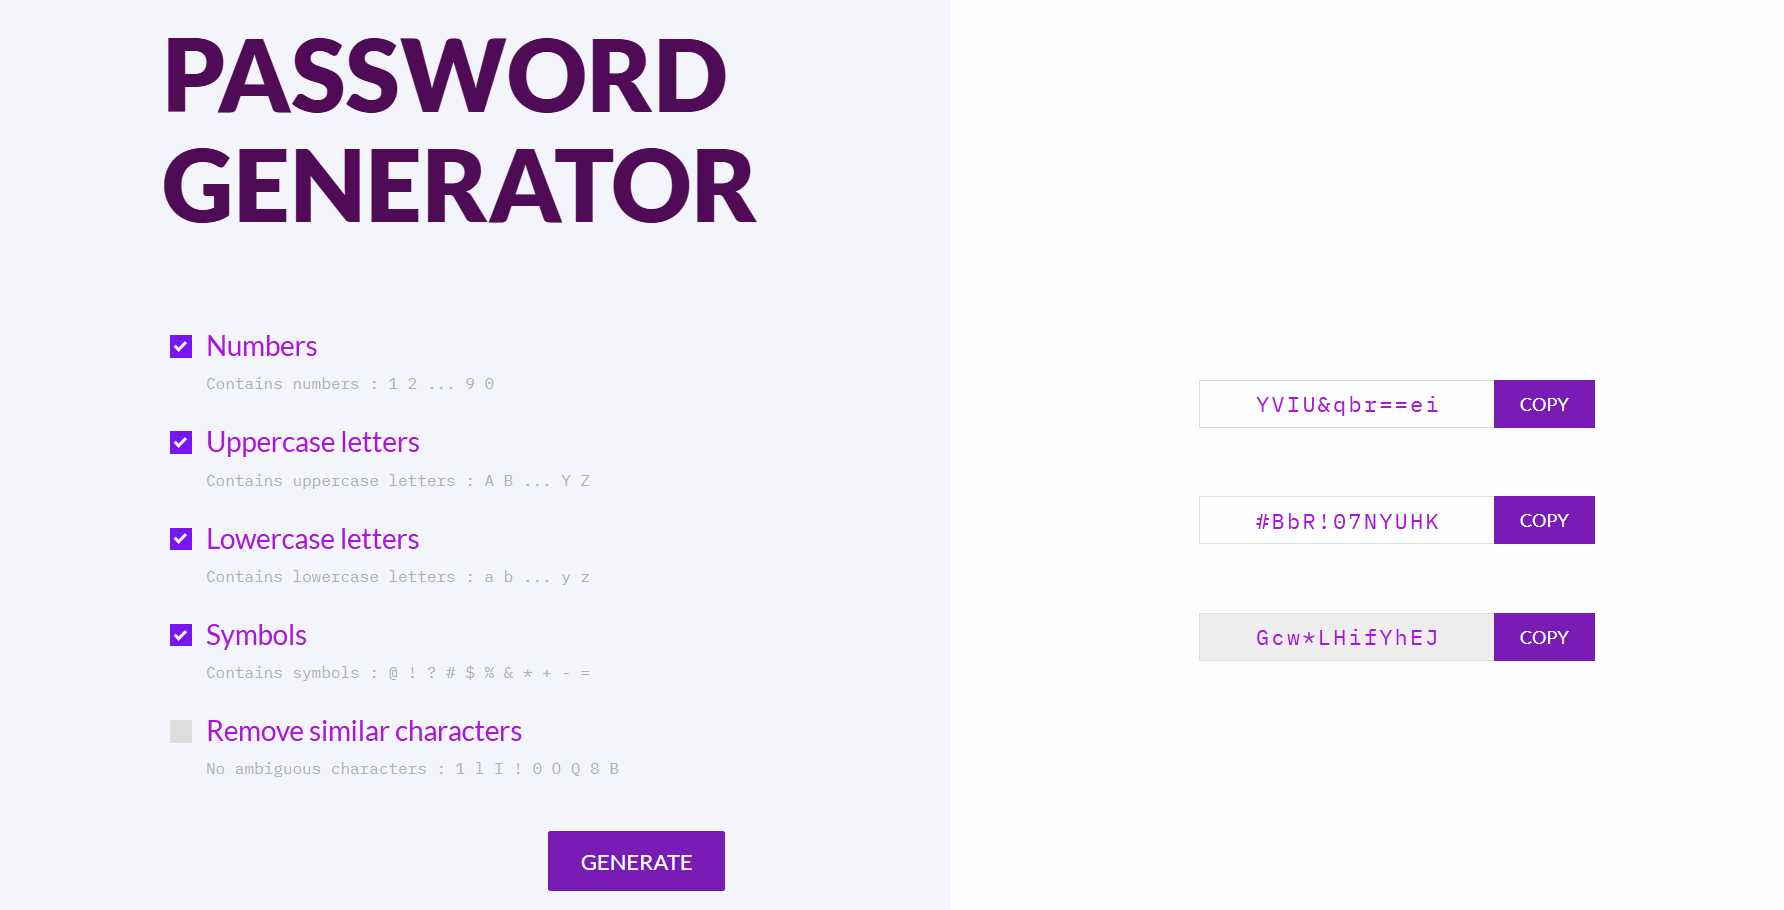 PASSWORD
GENERATOR
Numbers
Contains numbers : 1 2 ... 9 0
Uppercase letters
Contains uppercase letters : A B ... Y Z
Lowercase letters
Contains lowercase letters : a b ... y z
Symbols
Contains symbols : @ ! ? # $ % & * + - =
Remove similar characters
No ambiguous characters : 1 l I ! 0 O Q 8 B
GENERATE
YVIU&qbr==ei COPY
#BbR!07NYUHK COPY
Gcw*LHifYhEJ COPY